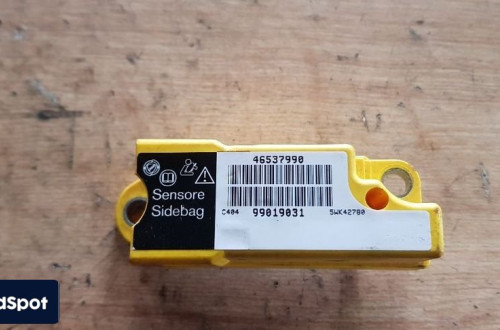 46537990
Sensore
Sidebag
C404 99019031 5WK42780
dSpot